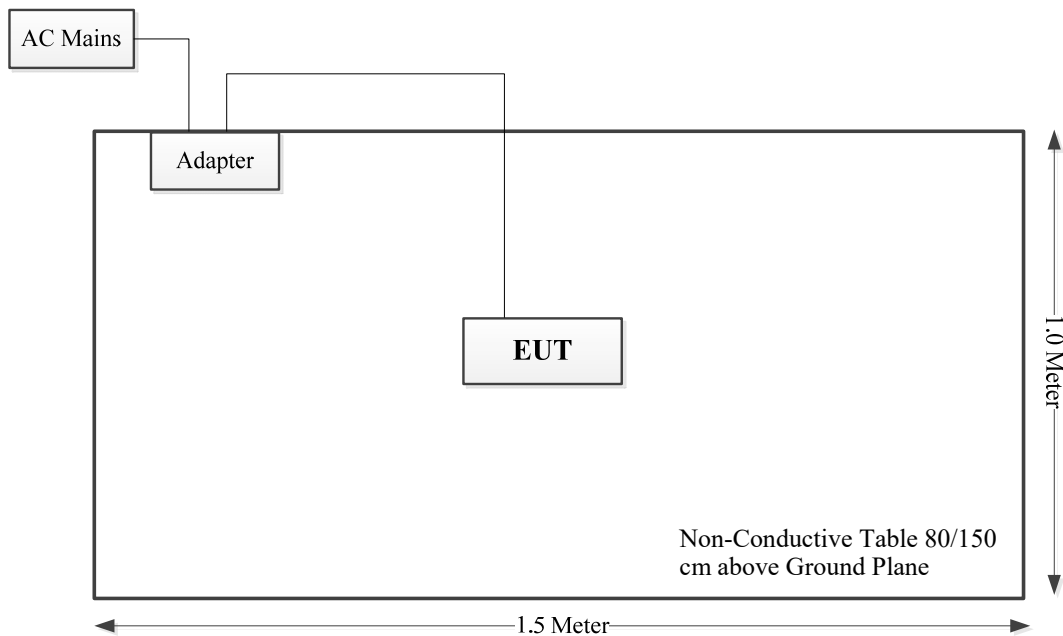 AC Mains
Adapter
EUT
1.0 Meter
Non-Conductive Table 80/150
cm above Ground Plane
1.5 Meter